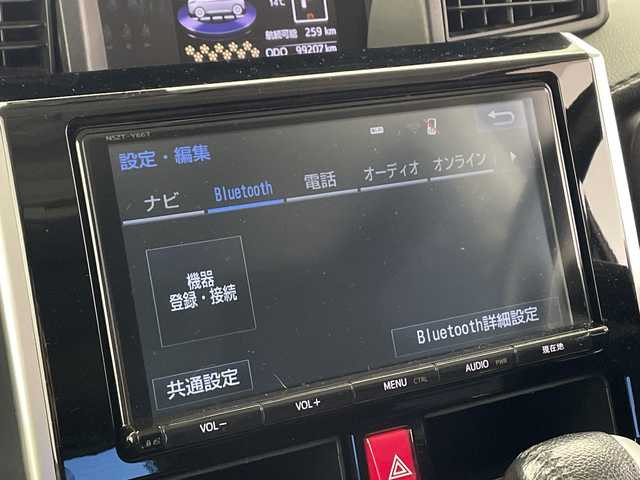 14℃
航続可能 259 km
ODO 99207 km
NSZT-Y66T
設定・編集
ナビ Bluetooth 電話 オーディオ オンライン
機器
登録・接続
Bluetooth詳細設定
共通設定
VOL− VOL+ MENU CTRL AUDIO PWR 現在地